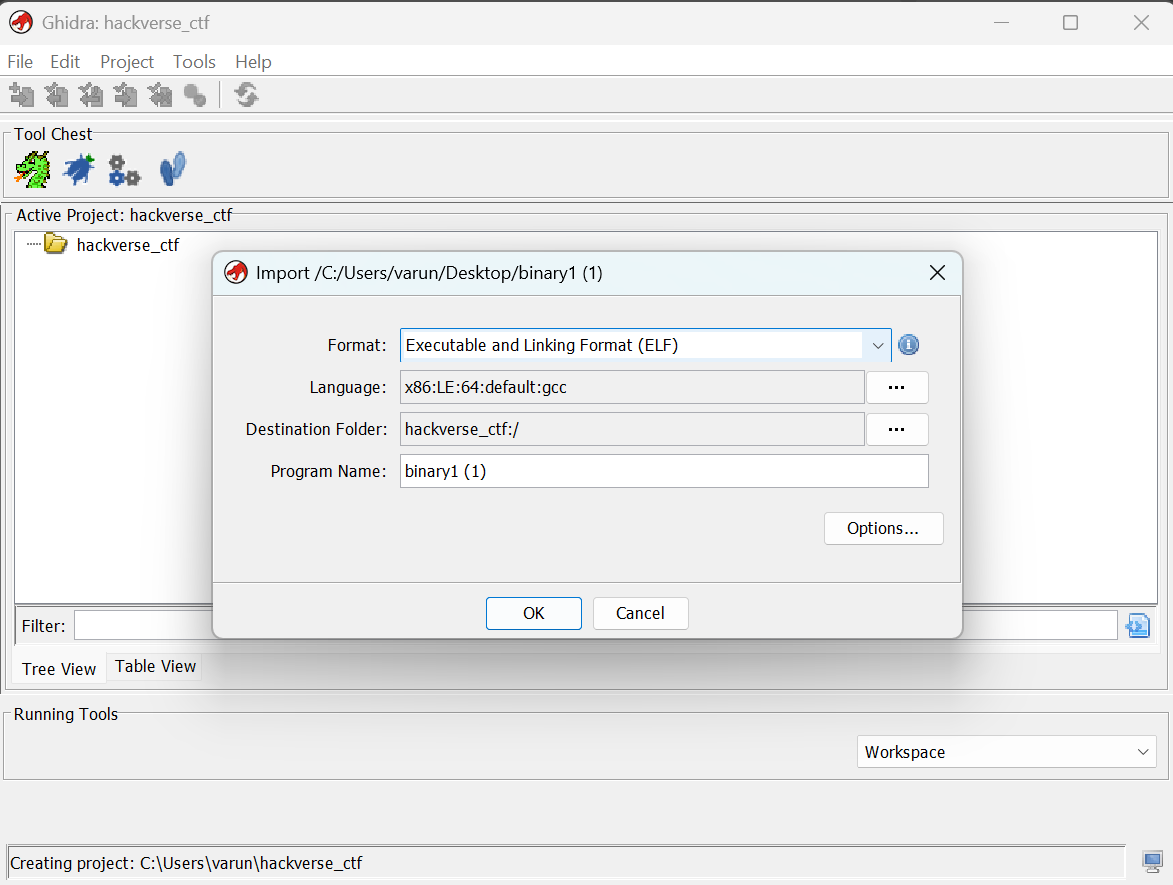 Ghidra: hackverse_ctf
File Edit Project Tools Help
Tool Chest
Active Project: hackverse_ctf
hackverse_ctf
Import /C:/Users/varun/Desktop/binary1 (1)
Format: Executable and Linking Format (ELF)
Language: x86:LE:64:default:gcc ...
Destination Folder: hackverse_ctf:/ ...
Program Name: binary1 (1)
Options...
OK Cancel
Filter:
Tree View Table View
Running Tools
Workspace
Creating project: C:\Users\varun\hackverse_ctf